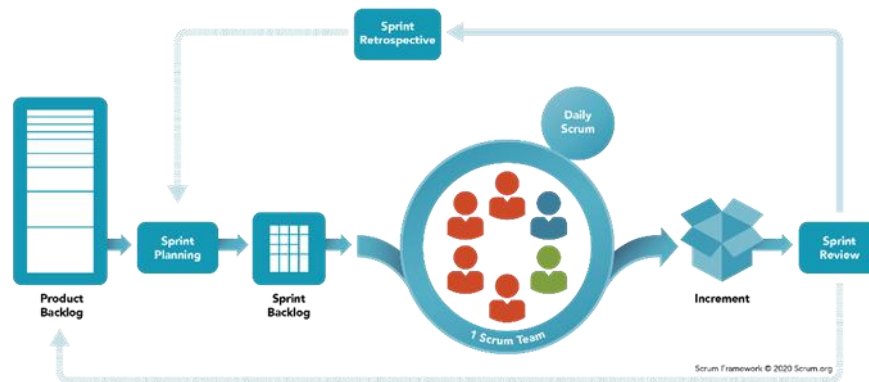 Sprint
Retrospective
Daily
Scrum
Sprint
Planning
Sprint
Review
Product
Backlog
Sprint
Backlog
Increment
1 Scrum Team
Scrum Framework © 2020 Scrum.org